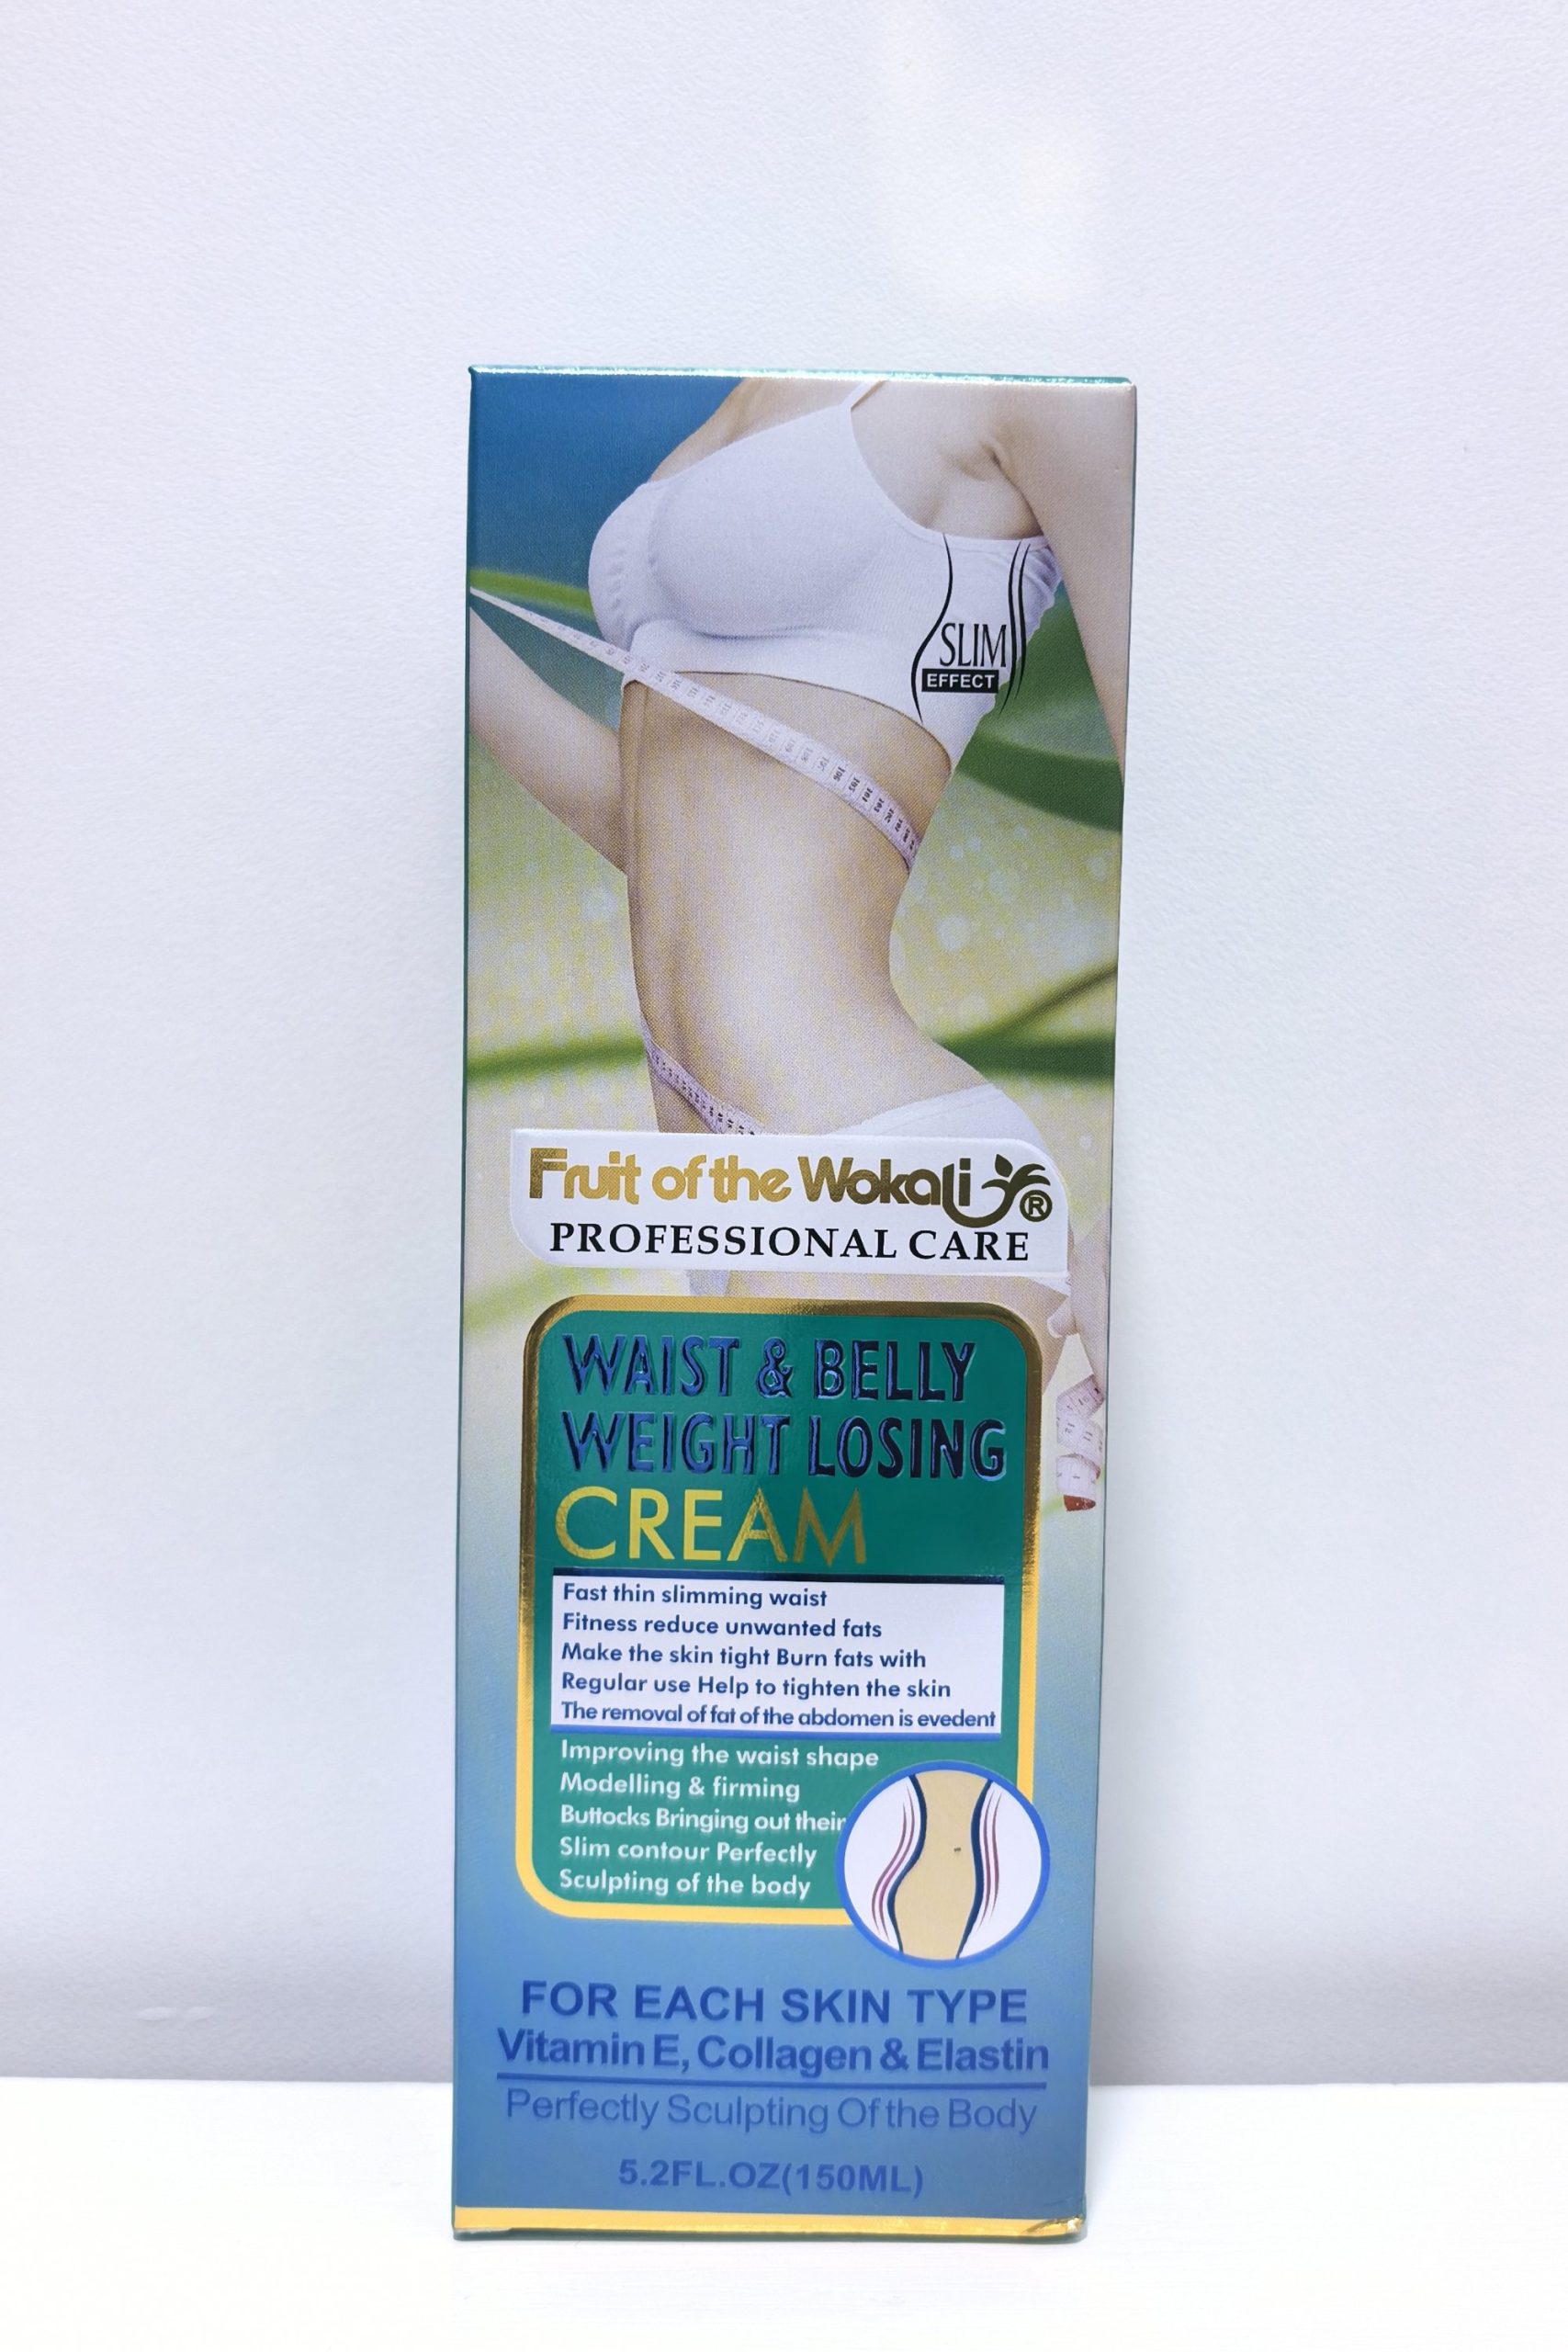 SLIM
EFFECT
Fruit of the Wokali ®
PROFESSIONAL CARE
WAIST & BELLY
WEIGHT LOSING
CREAM
Fast thin slimming waist
Fitness reduce unwanted fats
Make the skin tight Burn fats with
Regular use Help to tighten the skin
The removal of fat of the abdomen is evedent
Improving the waist shape
Modelling & firming
Buttocks Bringing out their
Slim contour Perfectly
Sculpting of the body
FOR EACH SKIN TYPE
Vitamin E, Collagen & Elastin
Perfectly Sculpting Of the Body
5.2FL.OZ(150ML)